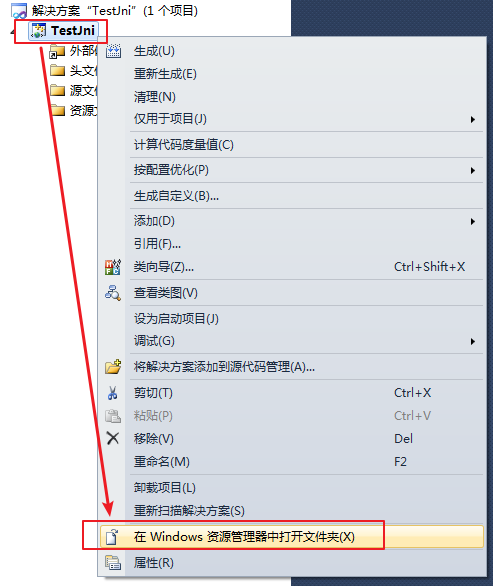 解决方案“TestJni”(1 个项目)
TestJni
外部
头文
源文
资源
生成(U)
重新生成(E)
清理(N)
仅用于项目(J)
计算代码度量值(C)
按配置优化(P)
生成自定义(B)...
添加(D)
引用(F)...
类向导(Z)... Ctrl+Shift+X
查看类图(V)
设为启动项目(J)
调试(G)
将解决方案添加到源代码管理(A)...
剪切(T) Ctrl+X
粘贴(P) Ctrl+V
移除(V) Del
重命名(M) F2
卸载项目(L)
重新扫描解决方案(S)
在 Windows 资源管理器中打开文件夹(X)
属性(R)